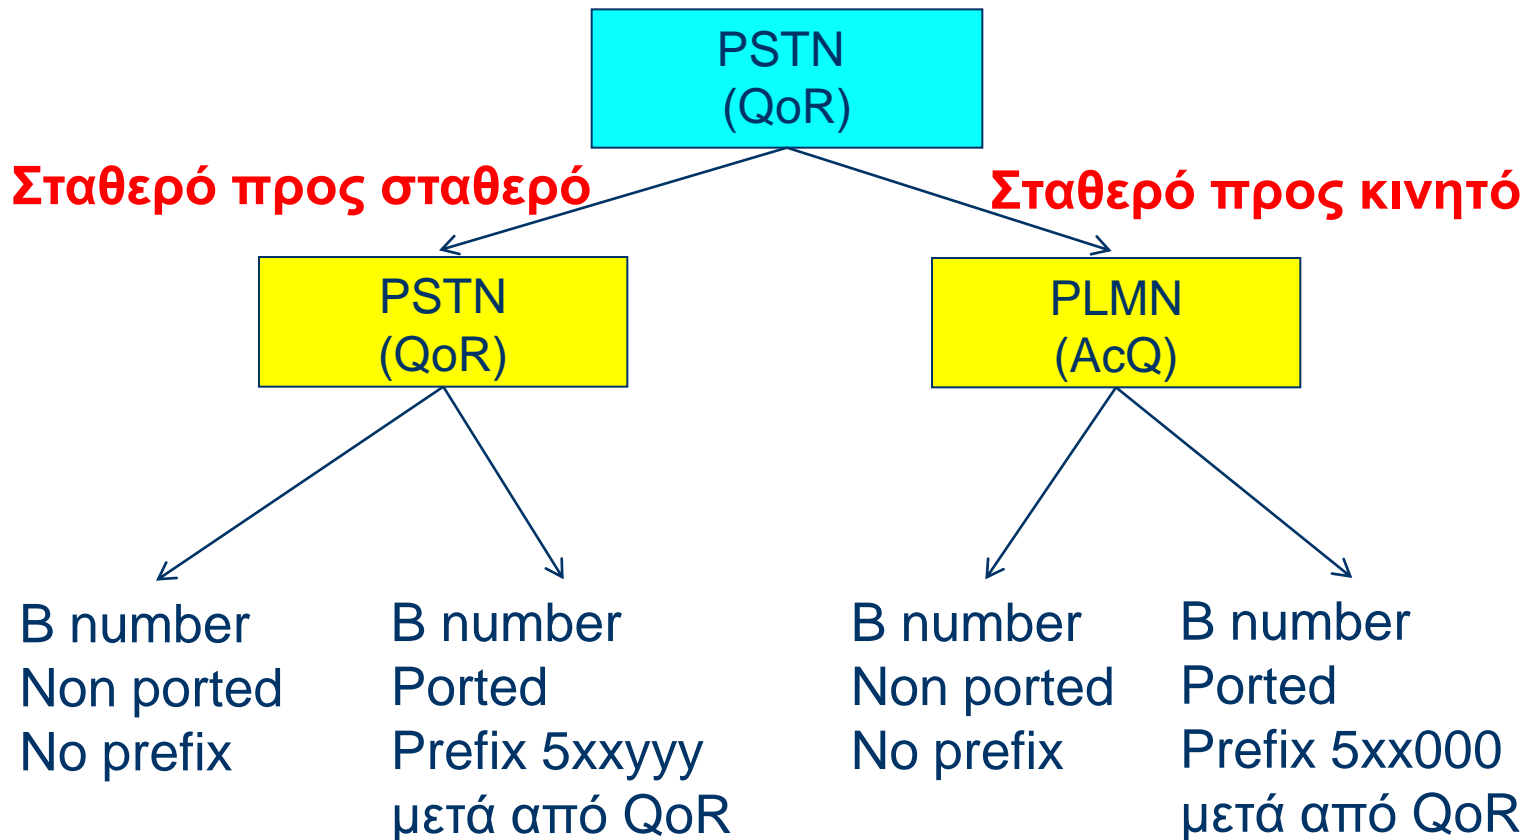 PSTN
(QoR)
Σταθερό προς σταθερό
Σταθερό προς κινητό
PSTN
(QoR)
PLMN
(AcQ)
B number
Non ported
No prefix
B number
Ported
Prefix 5xxyyy
μετά από QoR
B number
Non ported
No prefix
B number
Ported
Prefix 5xx000
μετά από QoR